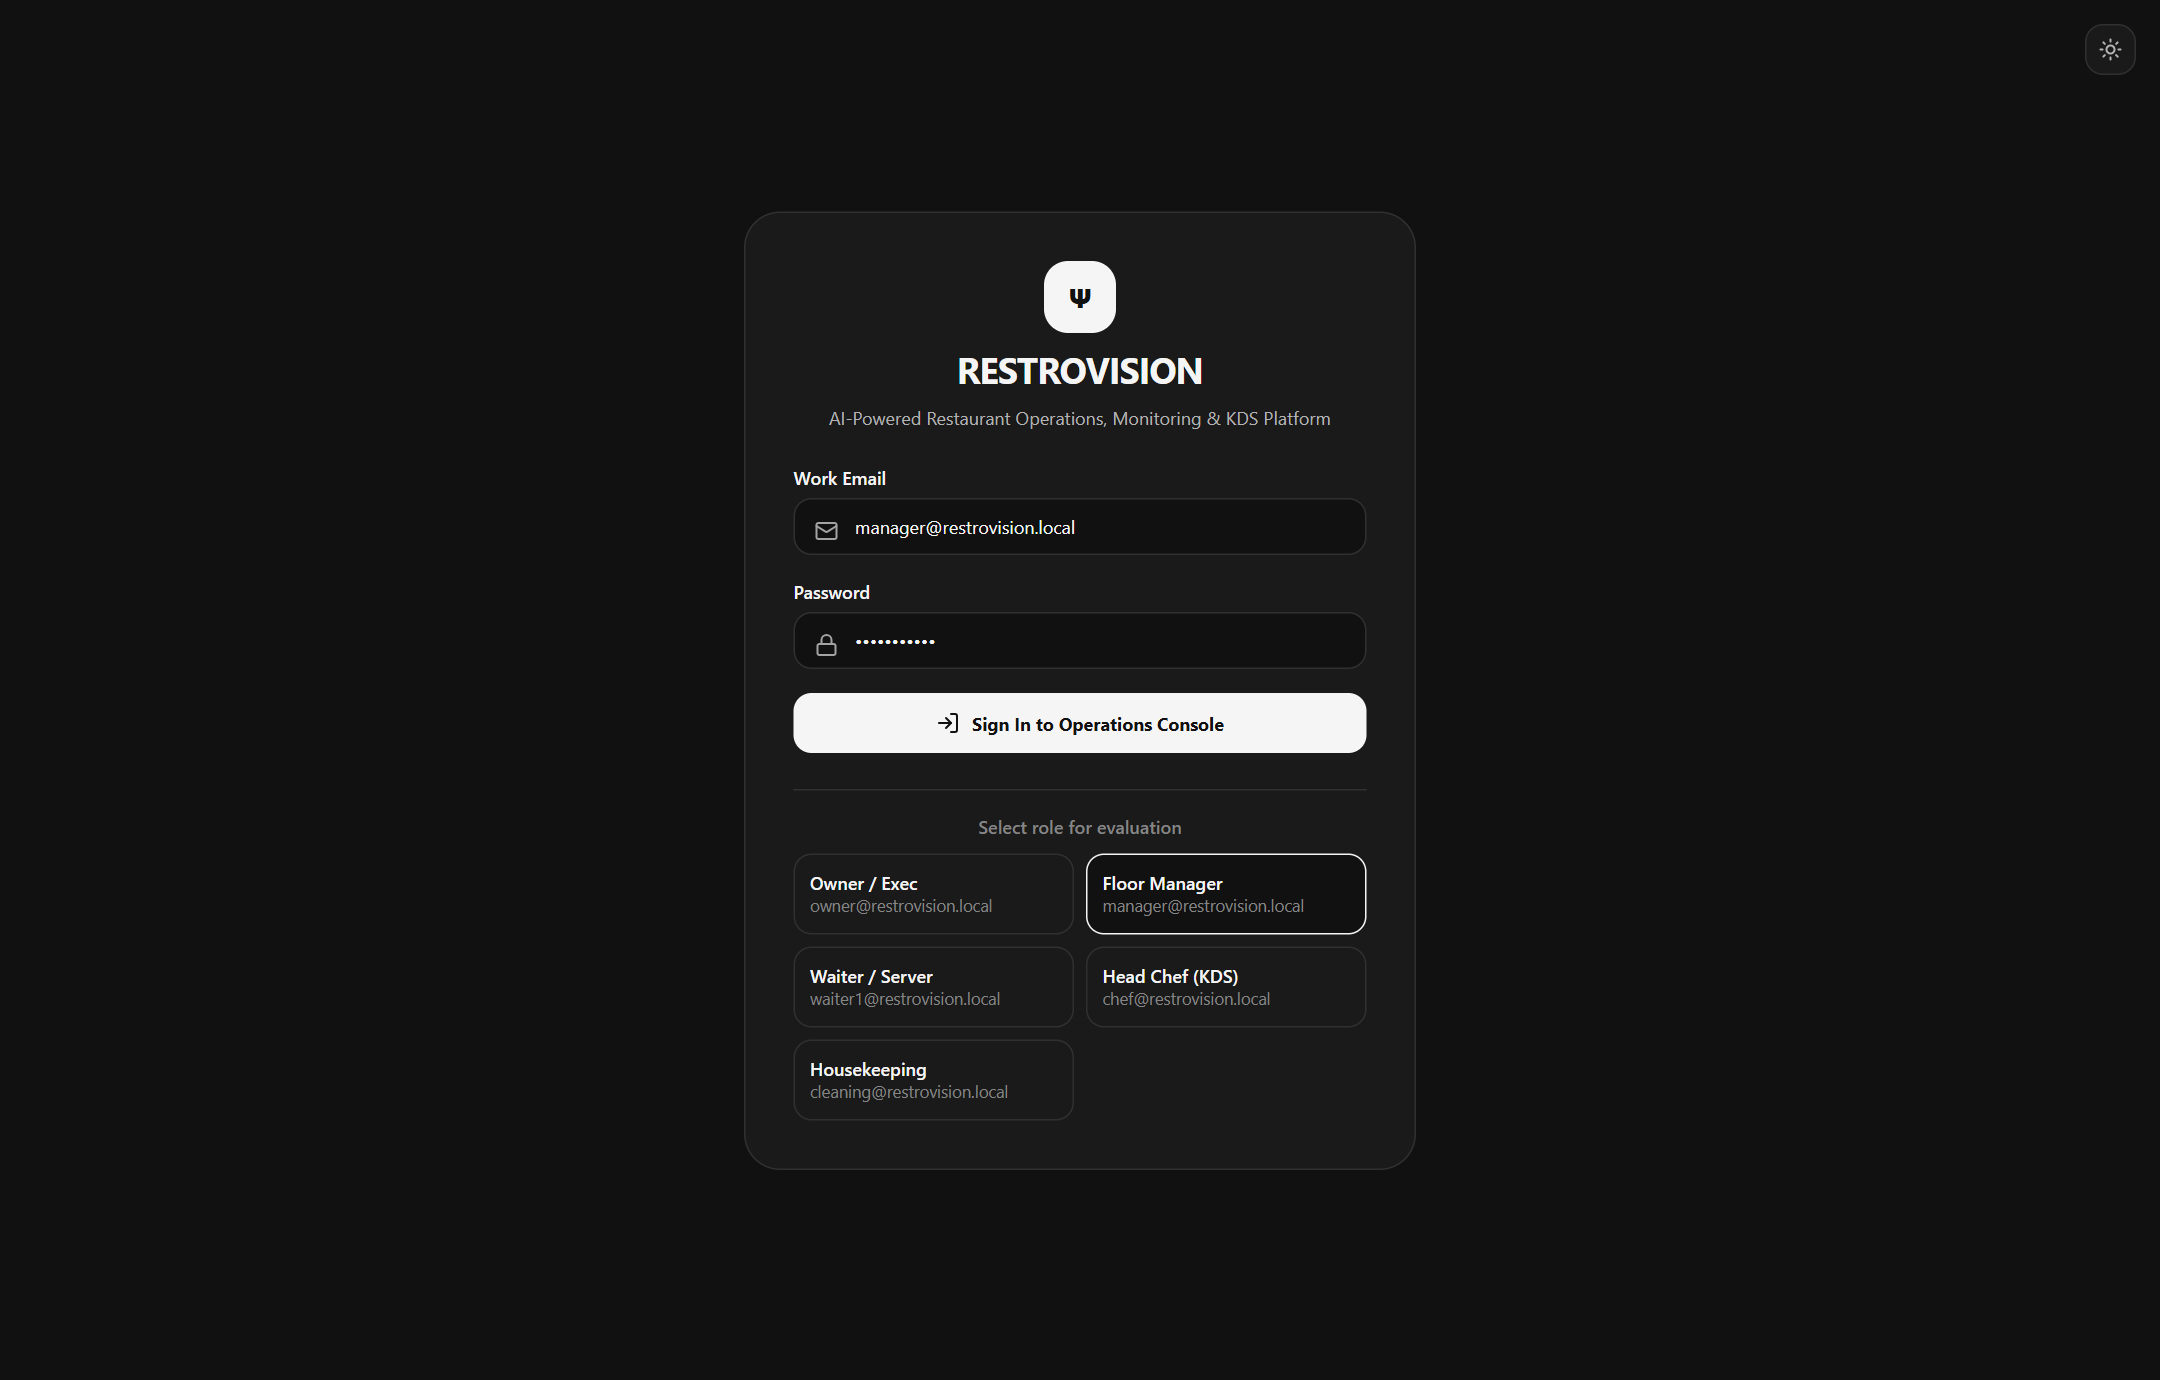 Ψ
RESTROVISION
AI-Powered Restaurant Operations, Monitoring & KDS Platform
Work Email
manager@restrovision.local
Password
•••••••••••
Sign In to Operations Console
Select role for evaluation
Owner / Exec
owner@restrovision.local
Floor Manager
manager@restrovision.local
Waiter / Server
waiter1@restrovision.local
Head Chef (KDS)
chef@restrovision.local
Housekeeping
cleaning@restrovision.local